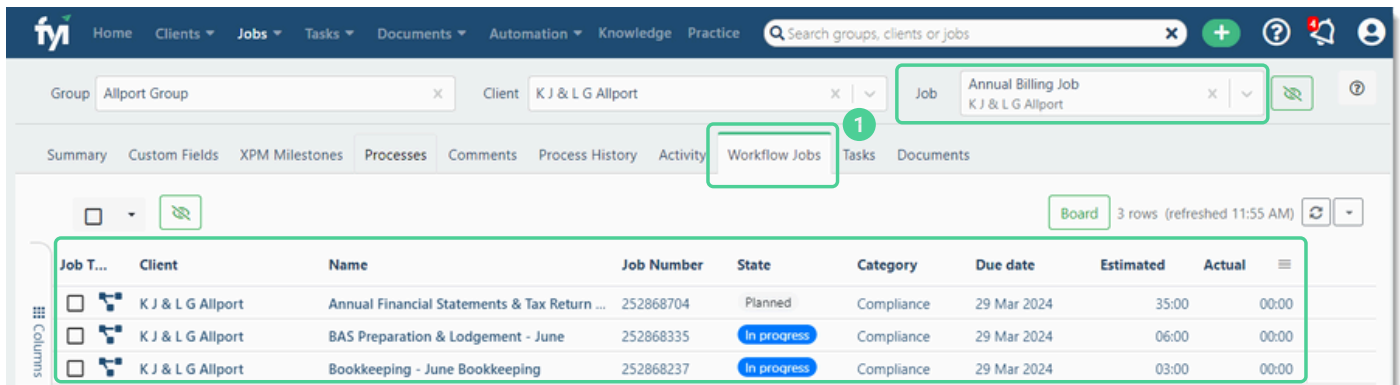 fyi Home Clients Jobs Tasks Documents Automation Knowledge Practice Search groups, clients or jobs 4
Group Allport Group Client K J & L G Allport Job Annual Billing Job
K J & L G Allport
1
Summary Custom Fields XPM Milestones Processes Comments Process History Activity Workflow Jobs Tasks Documents
Board 3 rows (refreshed 11:55 AM)
Job T... Client Name Job Number State Category Due date Estimated Actual
K J & L G Allport Annual Financial Statements & Tax Return ... 252868704 Planned Compliance 29 Mar 2024 35:00 00:00
K J & L G Allport BAS Preparation & Lodgement - June 252868335 In progress Compliance 29 Mar 2024 06:00 00:00
K J & L G Allport Bookkeeping - June Bookkeeping 252868237 In progress Compliance 29 Mar 2024 03:00 00:00
Columns